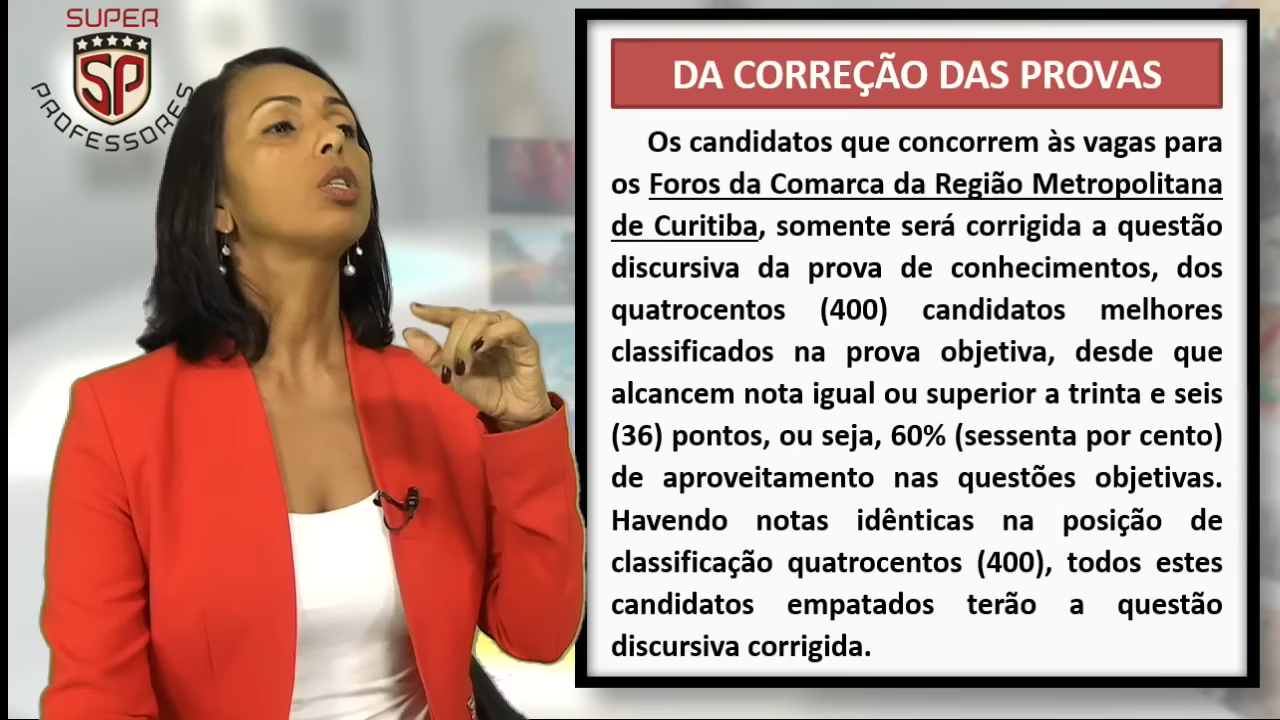 SUPER
SP
PROFESSORES
DA CORREÇÃO DAS PROVAS
Os candidatos que concorrem às vagas para
os Foros da Comarca da Região Metropolitana
de Curitiba, somente será corrigida a questão
discursiva da prova de conhecimentos, dos
quatrocentos (400) candidatos melhores
classificados na prova objetiva, desde que
alcancem nota igual ou superior a trinta e seis
(36) pontos, ou seja, 60% (sessenta por cento)
de aproveitamento nas questões objetivas.
Havendo notas idênticas na posição de
classificação quatrocentos (400), todos estes
candidatos empatados terão a questão
discursiva corrigida.